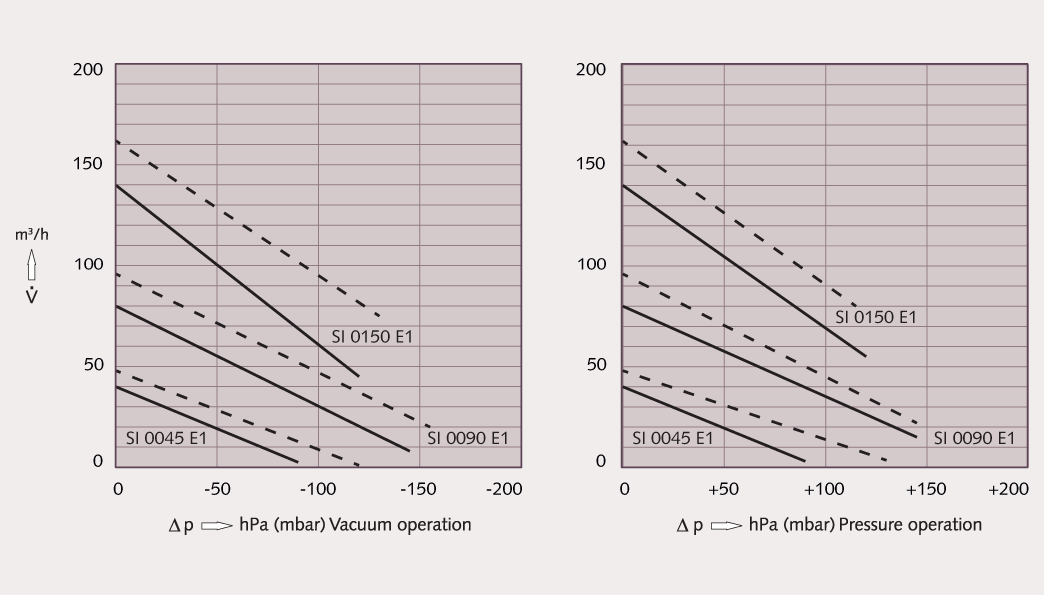 200
150
100
50
0
m³/h
V̇
SI 0150 E1
SI 0090 E1
SI 0045 E1
0 -50 -100 -150 -200
Δ p hPa (mbar) Vacuum operation
200
150
100
50
0
SI 0150 E1
SI 0090 E1
SI 0045 E1
0 +50 +100 +150 +200
Δ p hPa (mbar) Pressure operation